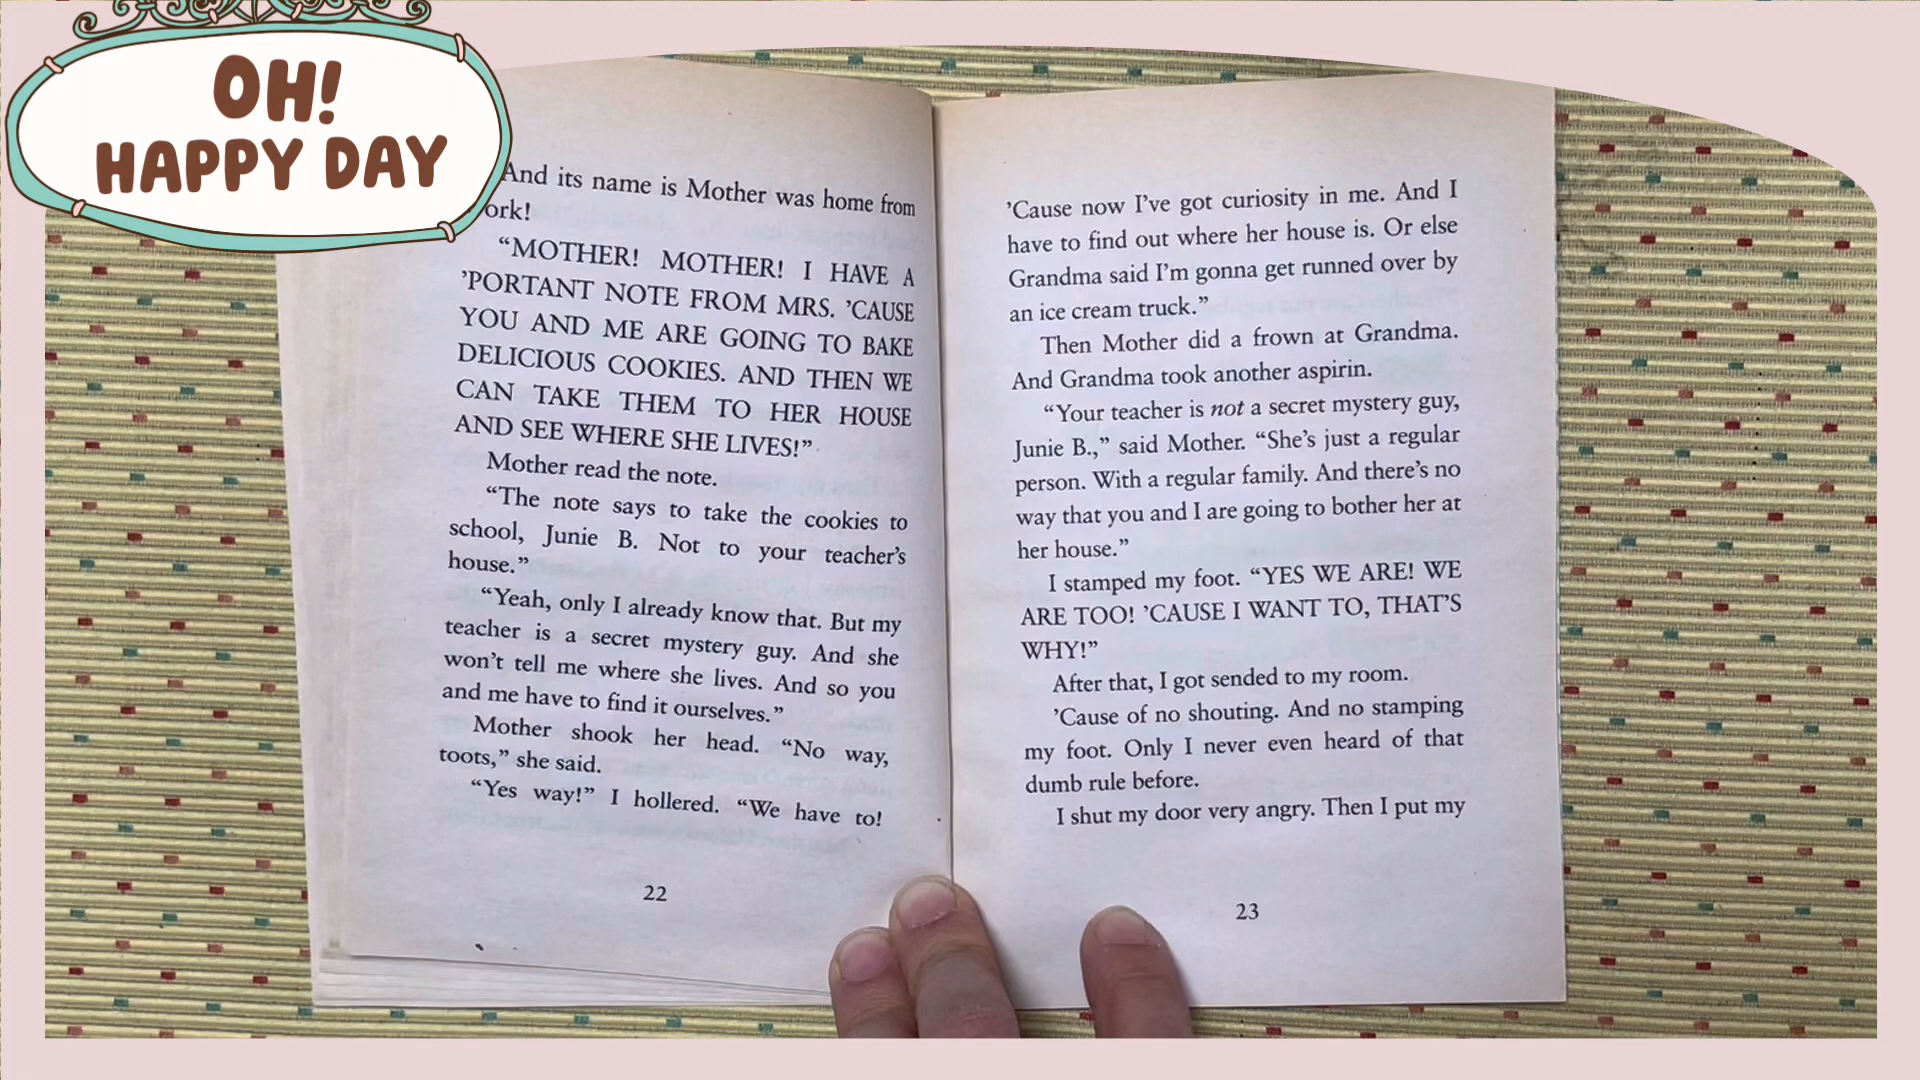 OH!
HAPPY DAY
And its name is Mother was home from
ork!
“MOTHER! MOTHER! I HAVE A
’PORTANT NOTE FROM MRS. ’CAUSE
YOU AND ME ARE GOING TO BAKE
DELICIOUS COOKIES. AND THEN WE
CAN TAKE THEM TO HER HOUSE
AND SEE WHERE SHE LIVES!”
Mother read the note.
“The note says to take the cookies to
school, Junie B. Not to your teacher’s
house.”
“Yeah, only I already know that. But my
teacher is a secret mystery guy. And she
won’t tell me where she lives. And so you
and me have to find it ourselves.”
Mother shook her head. “No way,
toots,” she said.
“Yes way!” I hollered. “We have to!
22
’Cause now I’ve got curiosity in me. And I
have to find out where her house is. Or else
Grandma said I’m gonna get runned over by
an ice cream truck.”
Then Mother did a frown at Grandma.
And Grandma took another aspirin.
“Your teacher is not a secret mystery guy,
Junie B.,” said Mother. “She’s just a regular
person. With a regular family. And there’s no
way that you and I are going to bother her at
her house.”
I stamped my foot. “YES WE ARE! WE
ARE TOO! ’CAUSE I WANT TO, THAT’S
WHY!”
After that, I got sended to my room.
’Cause of no shouting. And no stamping
my foot. Only I never even heard of that
dumb rule before.
I shut my door very angry. Then I put my
23